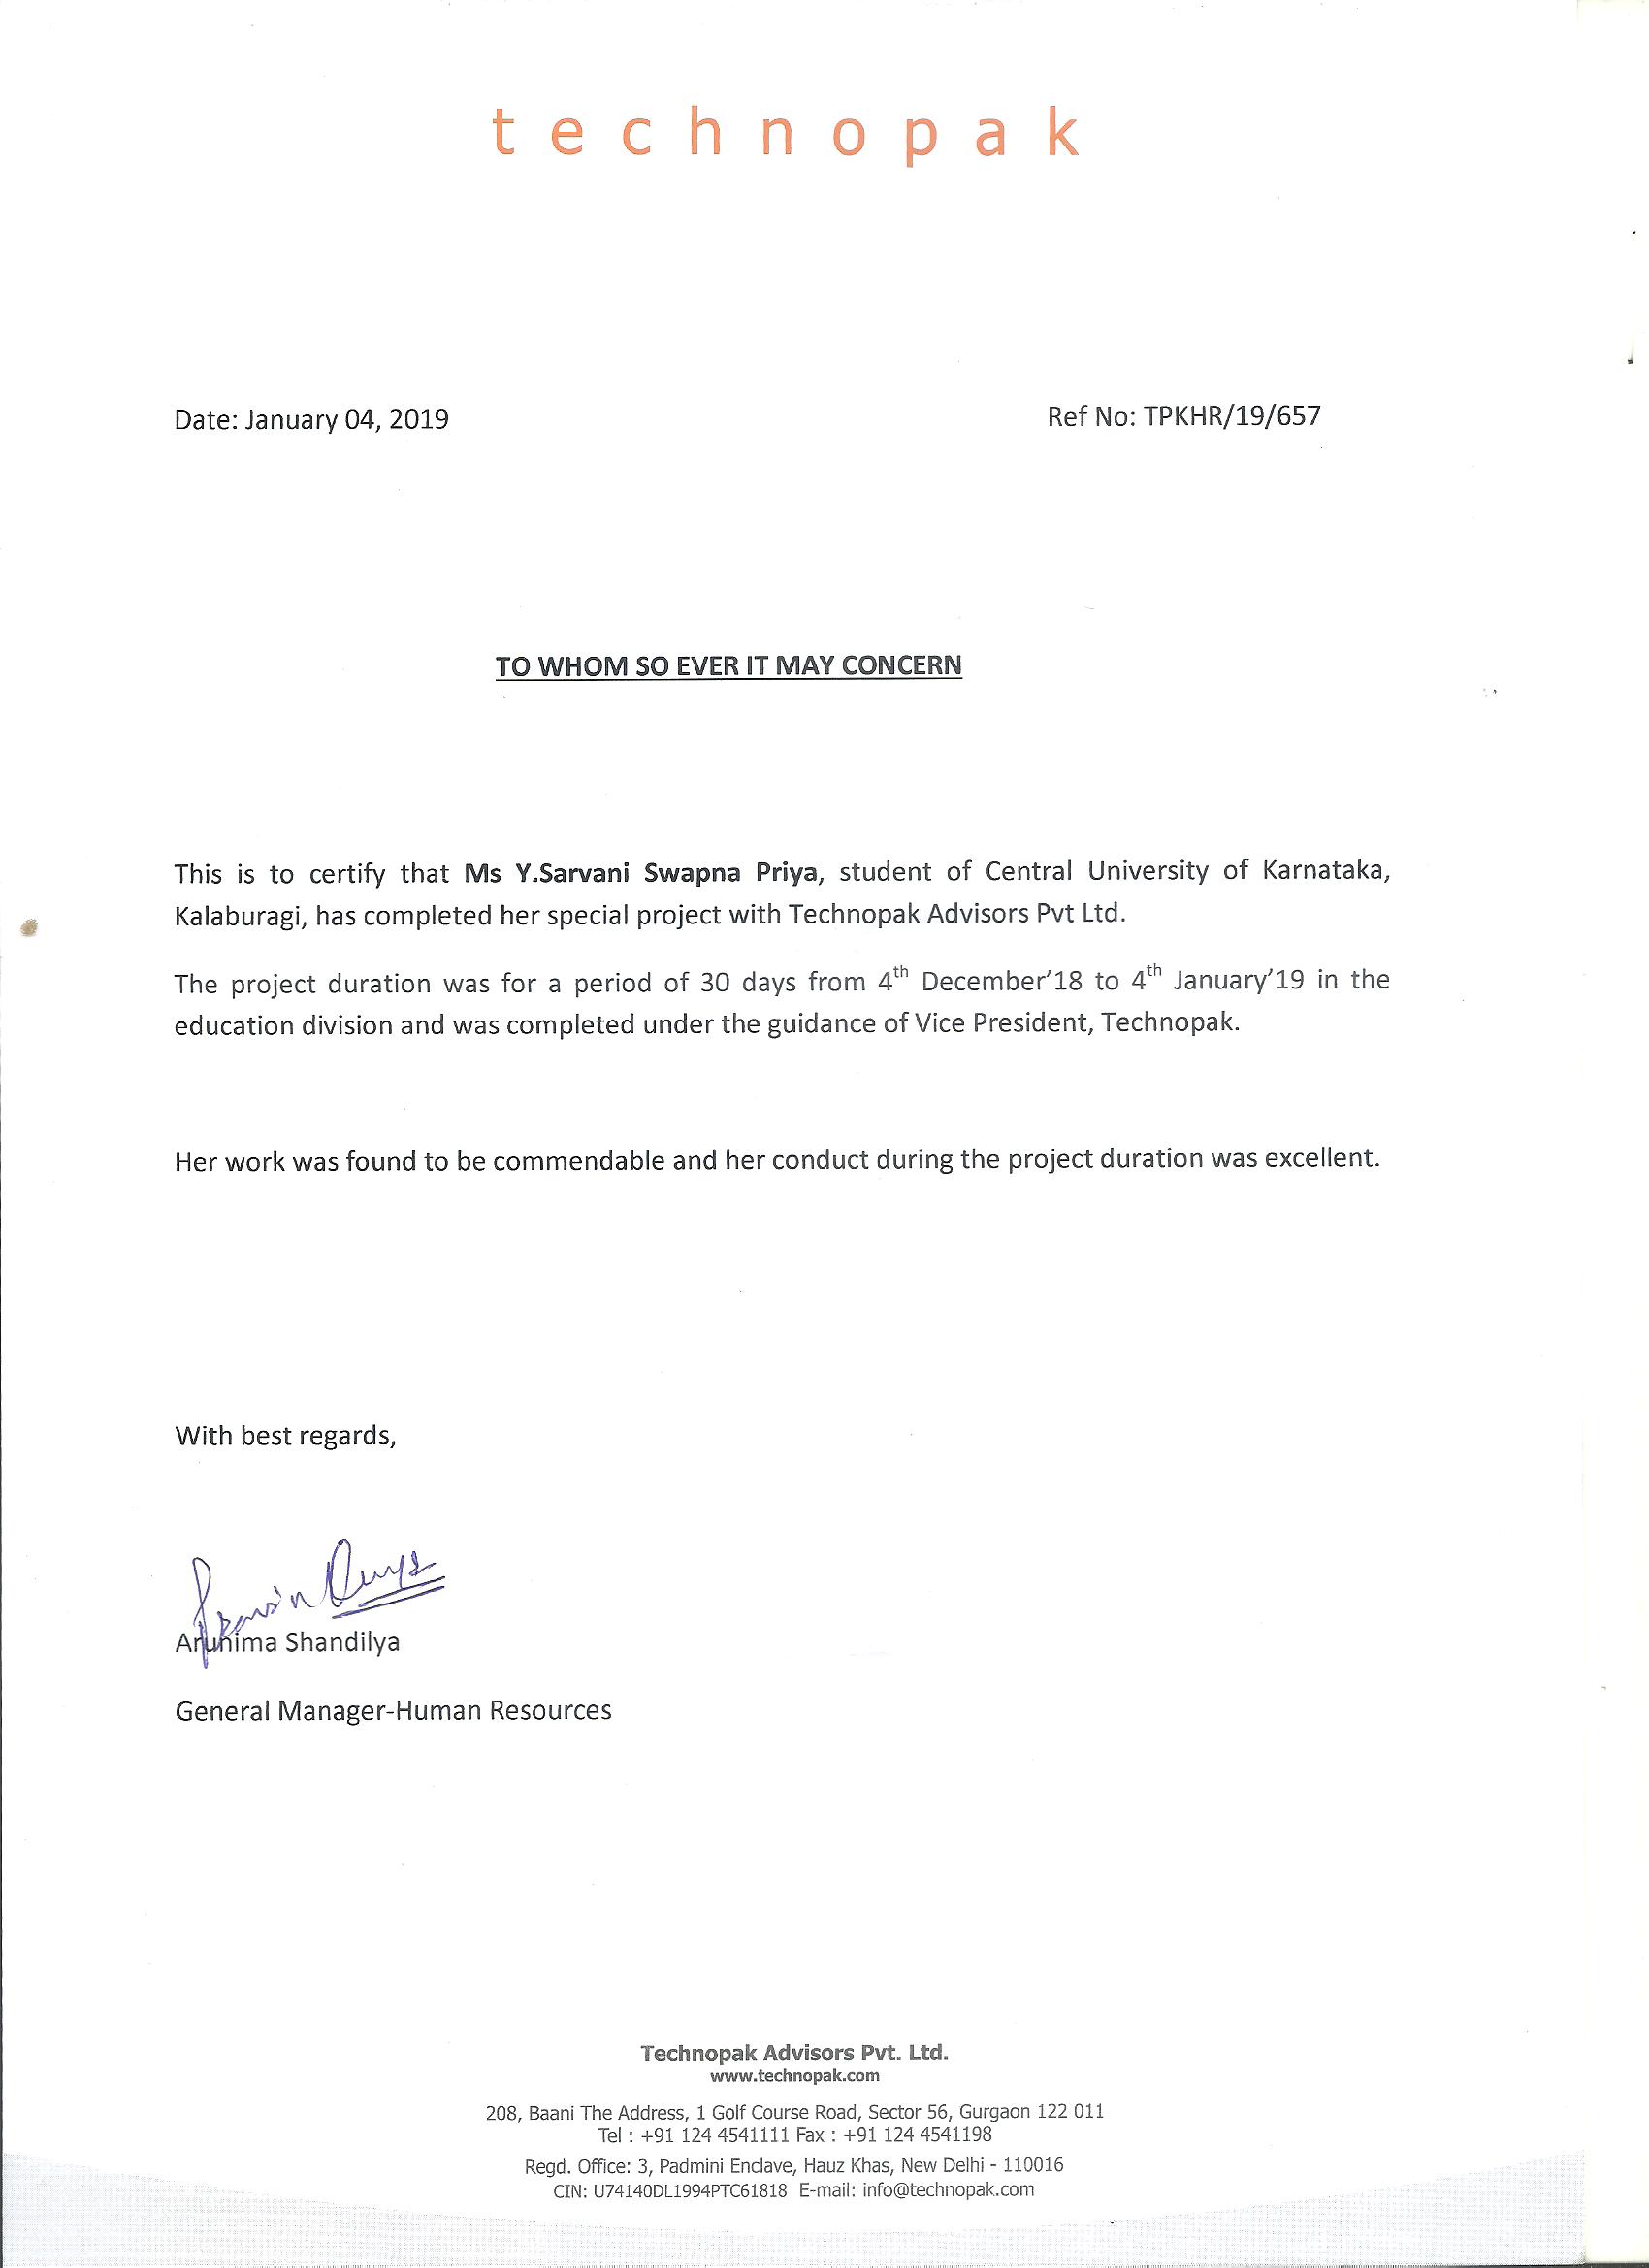 technopak
Date: January 04, 2019 Ref No: TPKHR/19/657
TO WHOM SO EVER IT MAY CONCERN
This is to certify that Ms Y.Sarvani Swapna Priya, student of Central University of Karnataka,
Kalaburagi, has completed her special project with Technopak Advisors Pvt Ltd.
The project duration was for a period of 30 days from 4th December'18 to 4th January'19 in the
education division and was completed under the guidance of Vice President, Technopak.
Her work was found to be commendable and her conduct during the project duration was excellent.
With best regards,
Arunima Shandilya
General Manager-Human Resources
Technopak Advisors Pvt. Ltd.
www.technopak.com
208, Baani The Address, 1 Golf Course Road, Sector 56, Gurgaon 122 011
Tel : +91 124 4541111 Fax : +91 124 4541198
Regd. Office: 3, Padmini Enclave, Hauz Khas, New Delhi - 110016
CIN: U74140DL1994PTC61818 E-mail: info@technopak.com